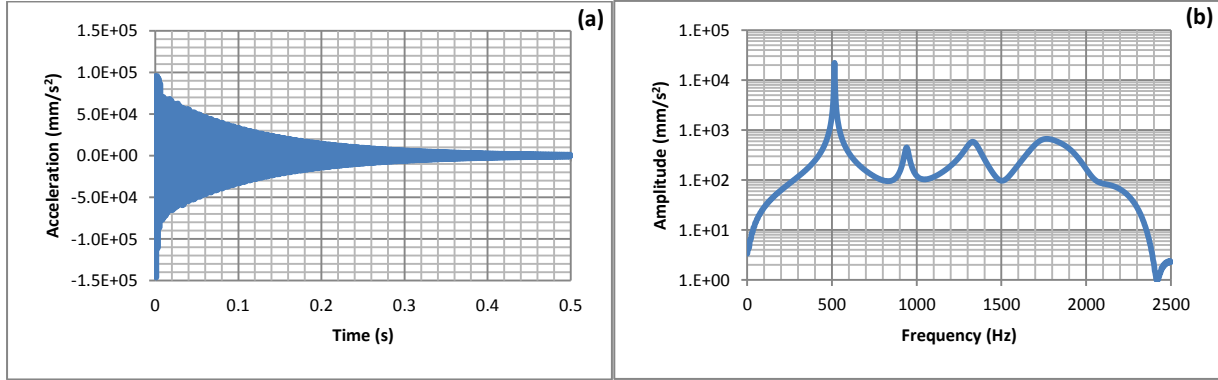 (a)
Acceleration (mm/s²)
1.5E+05
1.0E+05
5.0E+04
0.0E+00
-5.0E+04
-1.0E+05
-1.5E+05
0 0.1 0.2 0.3 0.4 0.5
Time (s)
(b)
Amplitude (mm/s²)
1.E+05
1.E+04
1.E+03
1.E+02
1.E+01
1.E+00
0 500 1000 1500 2000 2500
Frequency (Hz)